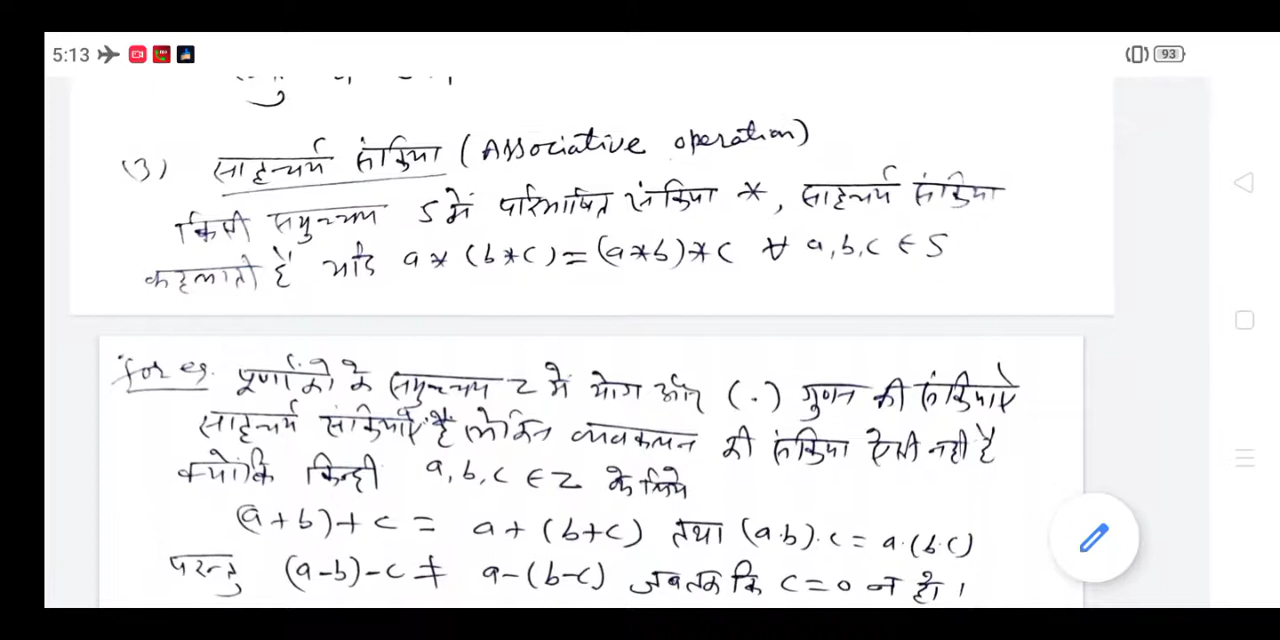 5:13
93
(3) साहचर्य संक्रिया (Associative operation)
किसी समुच्चय S में परिभाषित संक्रिया *, साहचर्य संक्रिया
कहलाती है यदि a * (b * c) = (a * b) * c ∀ a, b, c ∈ S
for eg. पूर्णांकों के समुच्चय Z में योग और (.) गुणन की संक्रियाएं
साहचर्य संक्रियाएं हैं लेकिन व्यवकलन की संक्रिया ऐसी नहीं है
क्योंकि किन्ही a, b, c ∈ Z के लिये
(a + b) + c = a + (b + c) तथा (a·b)·c = a·(b·c)
परन्तु (a - b) - c ≠ a - (b - c) जबतक कि c = 0 न हो।